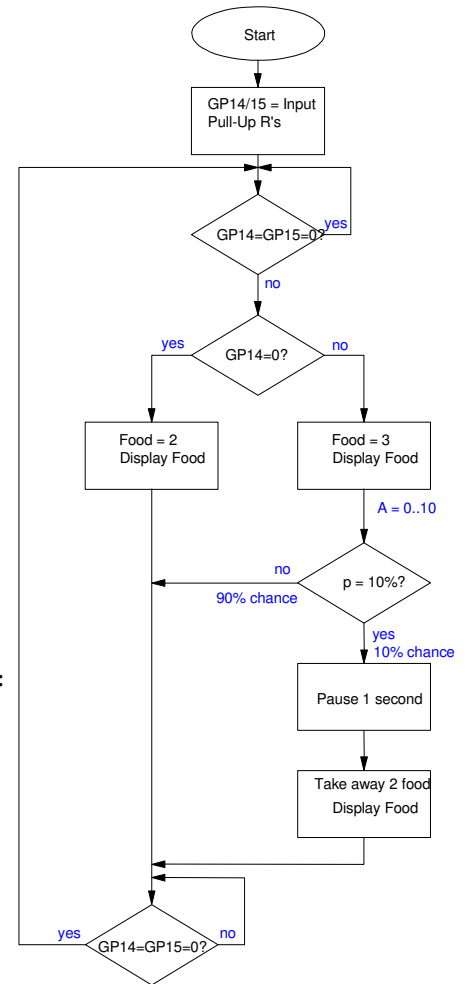 Start
GP14/15 = Input
Pull-Up R's
GP14=GP15=0?
yes
no
GP14=0?
yes
no
Food = 2
Display Food
Food = 3
Display Food
A = 0..10
p = 10%?
no
90% chance
yes
10% chance
Pause 1 second
:
Take away 2 food
Display Food
GP14=GP15=0?
yes
no